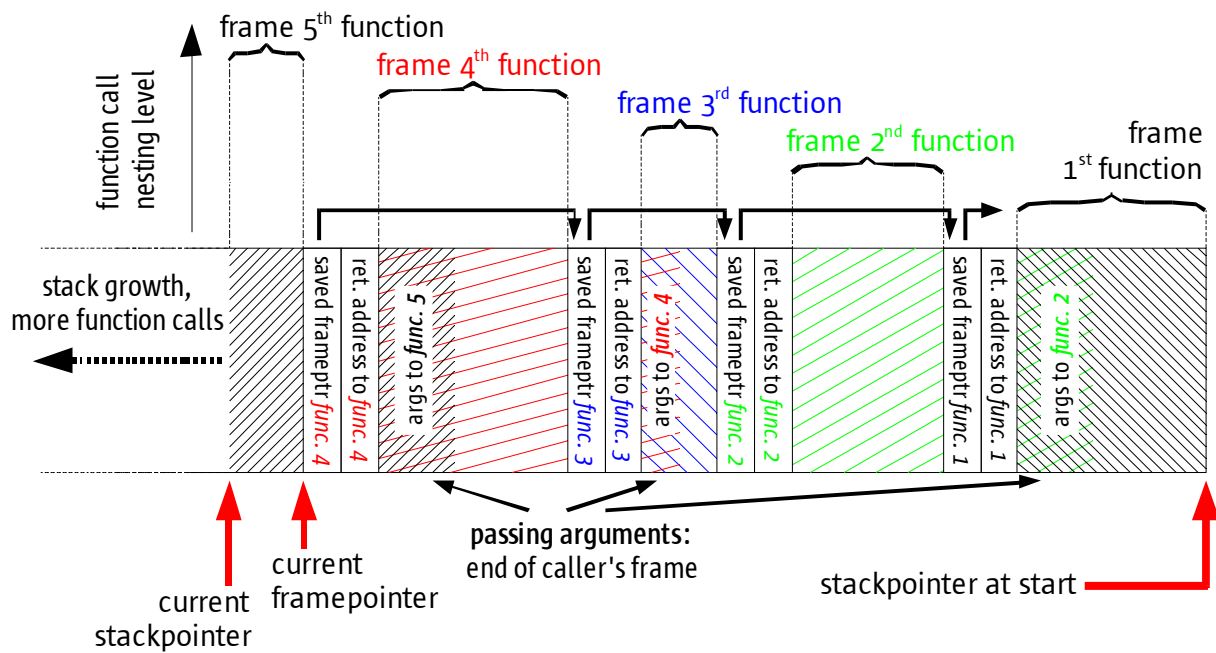 frame 5th function
frame 4th function
frame 3rd function
frame 2nd function
frame
1st function
function call
nesting level
stack growth,
more function calls
saved frameptr func. 4
ret. address to func. 4
args to func. 5
saved frameptr func. 3
ret. address to func. 3
args to func. 4
saved frameptr func. 2
ret. address to func. 2
saved frameptr func. 1
ret. address to func. 1
args to func. 2
passing arguments:
end of caller's frame
current
stackpointer
current
framepointer
stackpointer at start